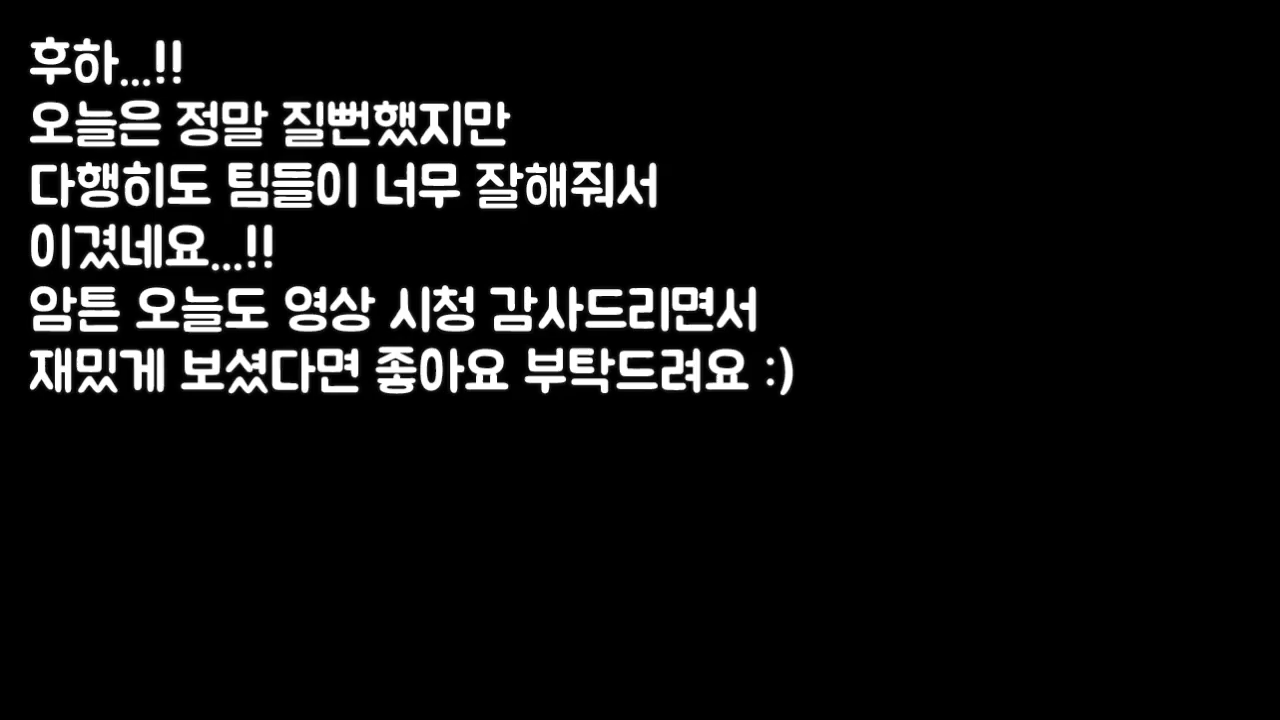 후하...!!
오늘은 정말 질뻔했지만
다행히도 팀들이 너무 잘해줘서
이겼네요...!!
암튼 오늘도 영상 시청 감사드리면서
재밌게 보셨다면 좋아요 부탁드려요 :)